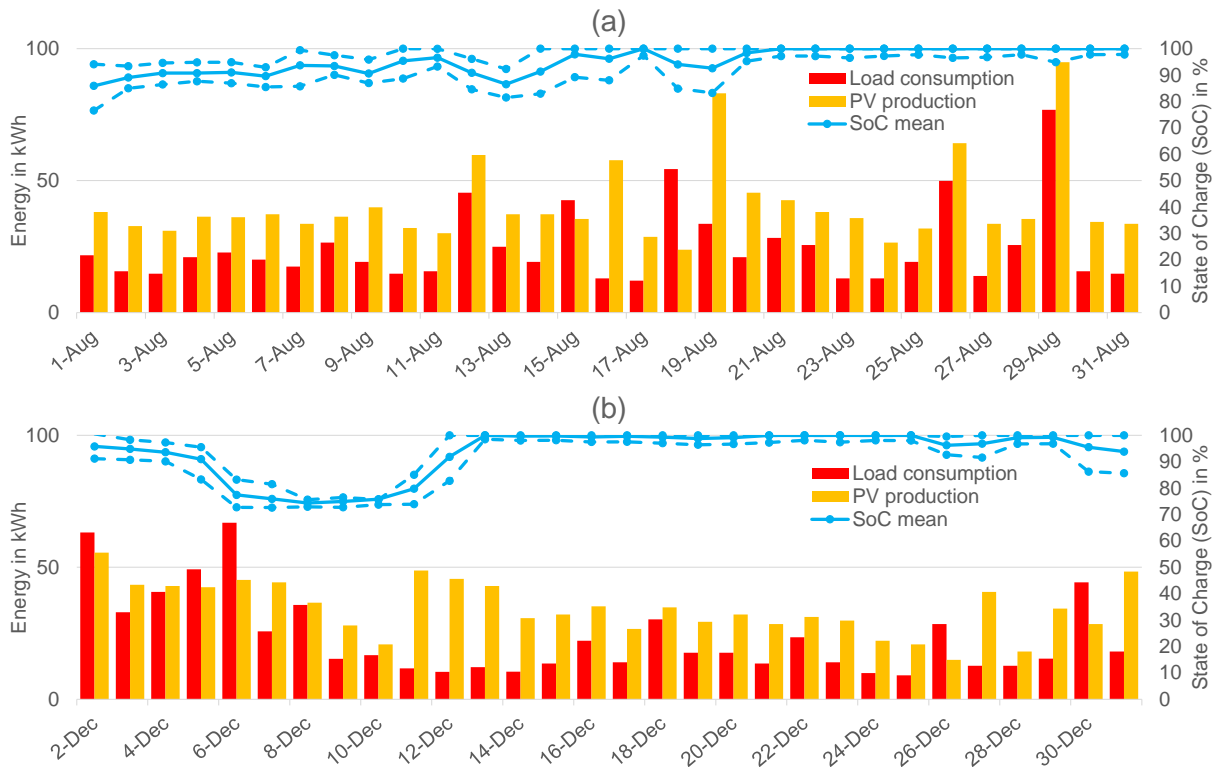 (a)
Energy in kWh
100
50
0
Load consumption
PV production
SoC mean
State of Charge (SoC) in %
100
90
80
70
60
50
40
30
20
10
0
1-Aug
3-Aug
5-Aug
7-Aug
9-Aug
11-Aug
13-Aug
15-Aug
17-Aug
19-Aug
21-Aug
23-Aug
25-Aug
27-Aug
29-Aug
31-Aug
(b)
Energy in kWh
100
50
0
Load consumption
PV production
SoC mean
State of Charge (SoC) in %
100
90
80
70
60
50
40
30
20
10
0
2-Dec
4-Dec
6-Dec
8-Dec
10-Dec
12-Dec
14-Dec
16-Dec
18-Dec
20-Dec
22-Dec
24-Dec
26-Dec
28-Dec
30-Dec